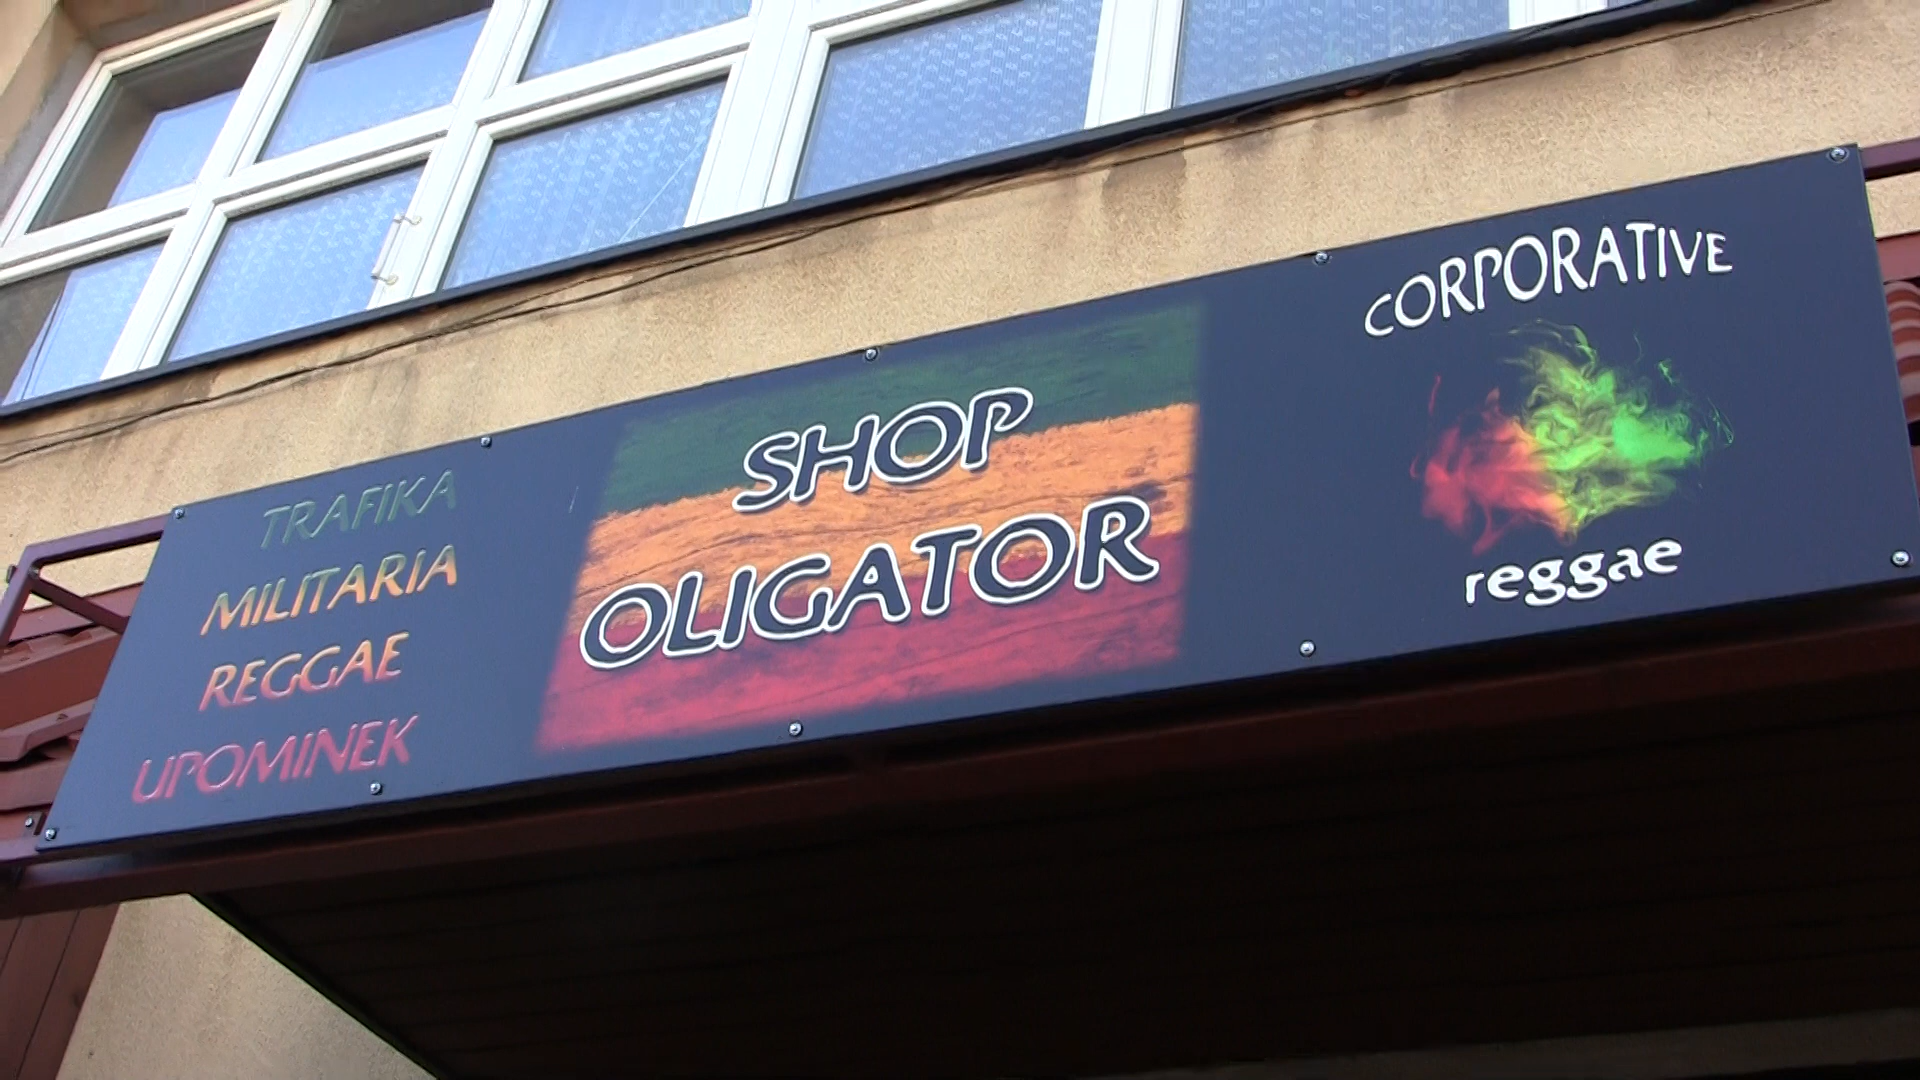 TRAFIKA
MILITARIA
REGGAE
UPOMINEK
SHOP
OLIGATOR
CORPORATIVE
reggae